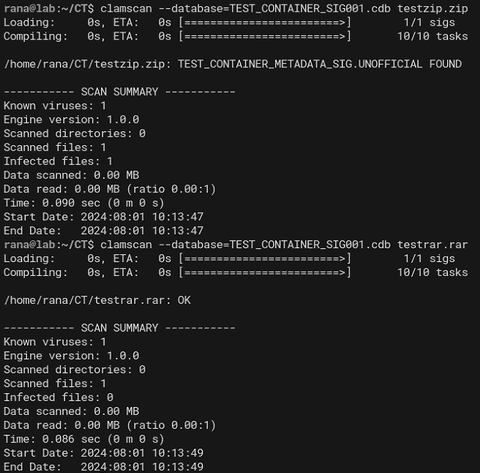 rana@lab:~/CT$ clamscan --database=TEST_CONTAINER_SIG001.cdb testzip.zip
Loading:     0s, ETA:   0s [========================>]        1/1 sigs
Compiling:   0s, ETA:   0s [========================>]       10/10 tasks

/home/rana/CT/testzip.zip: TEST_CONTAINER_METADATA_SIG.UNOFFICIAL FOUND

----------- SCAN SUMMARY -----------
Known viruses: 1
Engine version: 1.0.0
Scanned directories: 0
Scanned files: 1
Infected files: 1
Data scanned: 0.00 MB
Data read: 0.00 MB (ratio 0.00:1)
Time: 0.090 sec (0 m 0 s)
Start Date: 2024:08:01 10:13:47
End Date:   2024:08:01 10:13:47
rana@lab:~/CT$ clamscan --database=TEST_CONTAINER_SIG001.cdb testrar.rar
Loading:     0s, ETA:   0s [========================>]        1/1 sigs
Compiling:   0s, ETA:   0s [========================>]       10/10 tasks

/home/rana/CT/testrar.rar: OK

----------- SCAN SUMMARY -----------
Known viruses: 1
Engine version: 1.0.0
Scanned directories: 0
Scanned files: 1
Infected files: 0
Data scanned: 0.00 MB
Data read: 0.00 MB (ratio 0.00:1)
Time: 0.086 sec (0 m 0 s)
Start Date: 2024:08:01 10:13:49
End Date:   2024:08:01 10:13:49